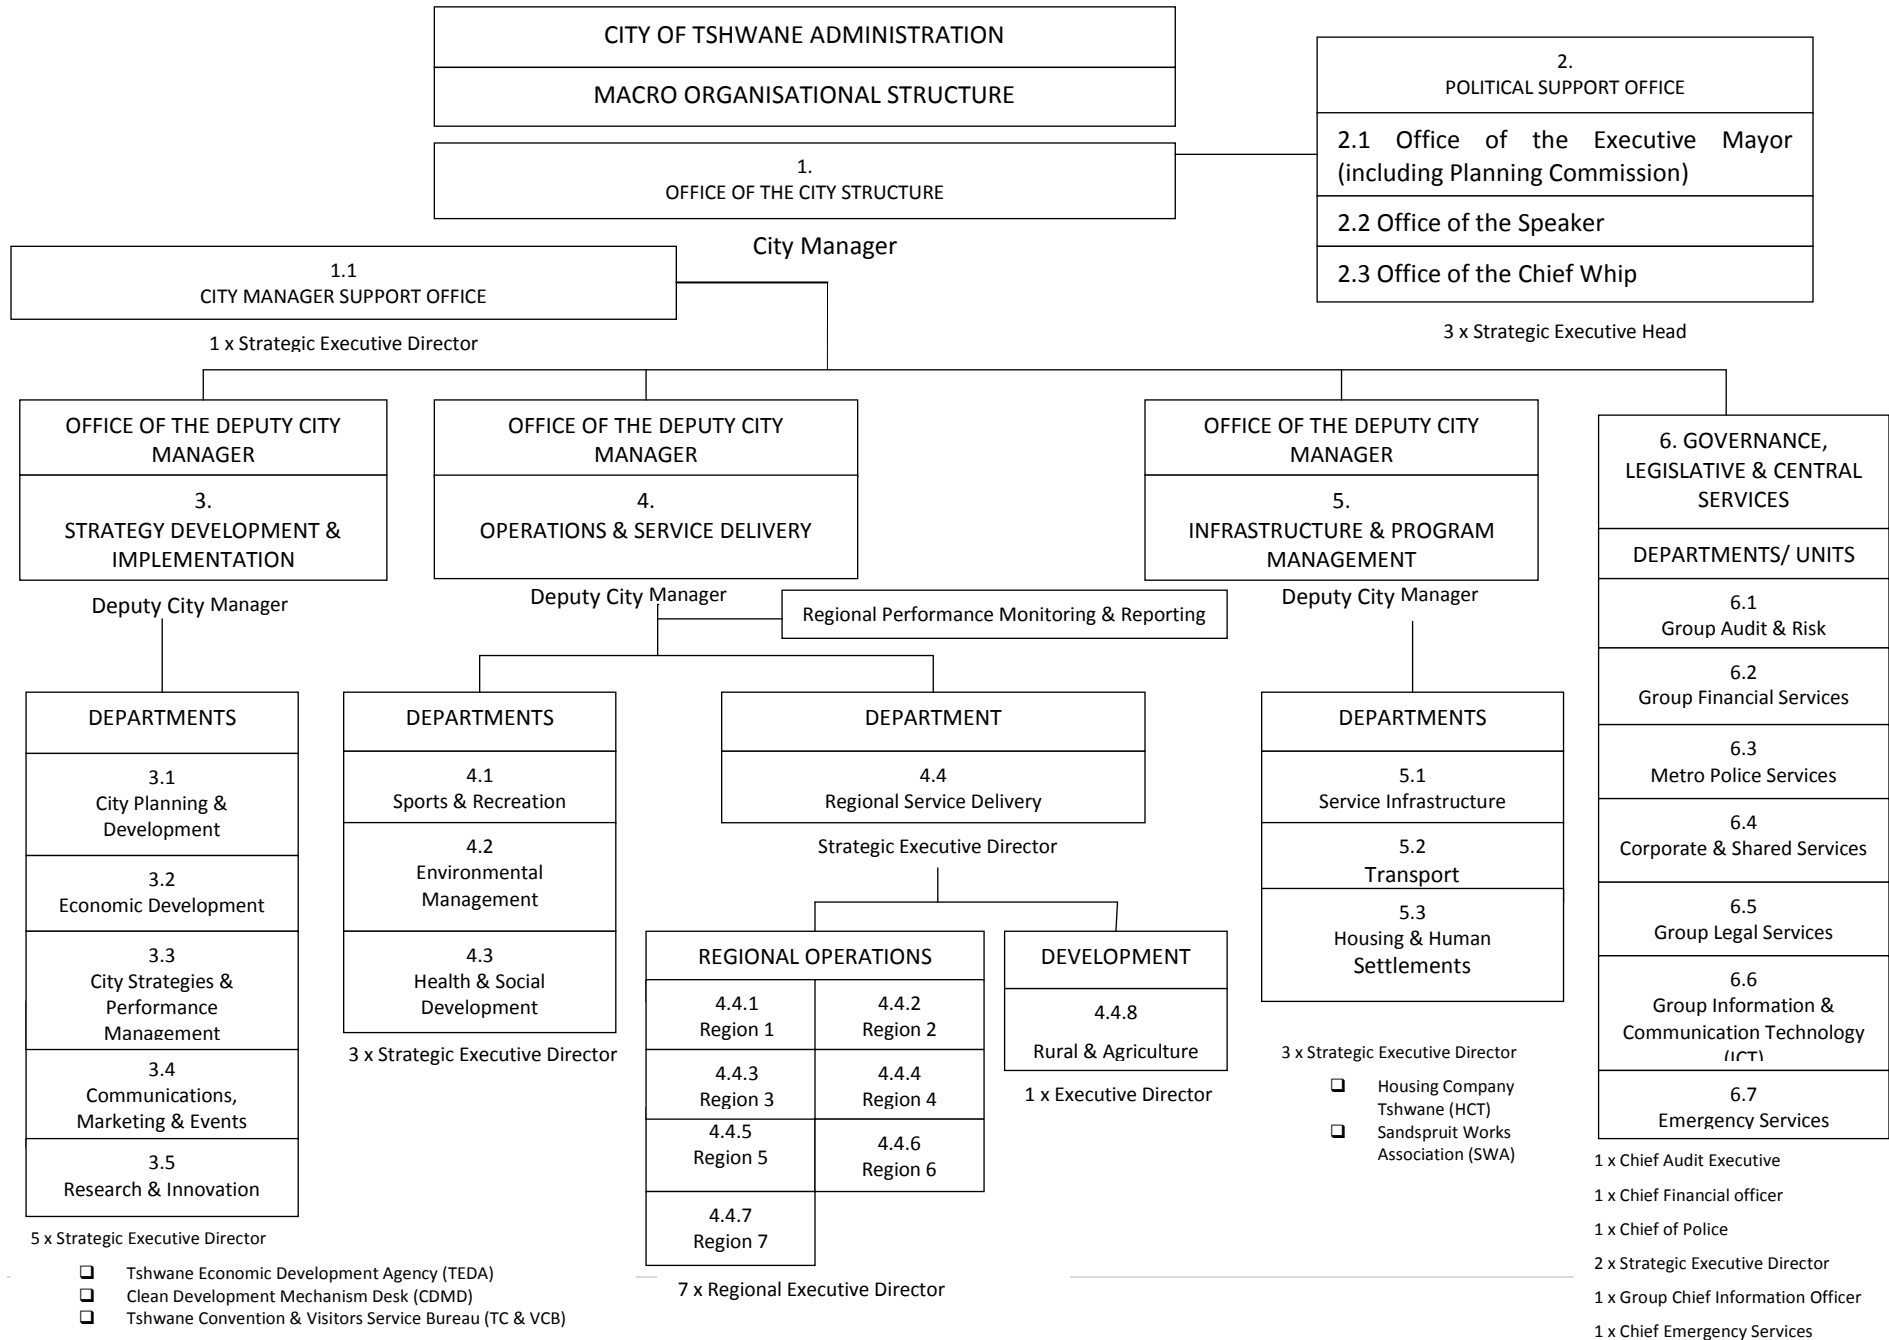 CITY OF TSHWANE ADMINISTRATION
MACRO ORGANISATIONAL STRUCTURE
1.
OFFICE OF THE CITY STRUCTURE
City Manager
2.
POLITICAL SUPPORT OFFICE
2.1 Office of the Executive Mayor
(including Planning Commission)
2.2 Office of the Speaker
2.3 Office of the Chief Whip
3 x Strategic Executive Head
1.1
CITY MANAGER SUPPORT OFFICE
1 x Strategic Executive Director
OFFICE OF THE DEPUTY CITY
MANAGER
3.
STRATEGY DEVELOPMENT &
IMPLEMENTATION
Deputy City Manager
DEPARTMENTS
3.1
City Planning &
Development
3.2
Economic Development
3.3
City Strategies &
Performance
Management
3.4
Communications,
Marketing & Events
3.5
Research & Innovation
5 x Strategic Executive Director
❑ Tshwane Economic Development Agency (TEDA)
❑ Clean Development Mechanism Desk (CDMD)
❑ Tshwane Convention & Visitors Service Bureau (TC & VCB)
OFFICE OF THE DEPUTY CITY
MANAGER
4.
OPERATIONS & SERVICE DELIVERY
Deputy City Manager
Regional Performance Monitoring & Reporting
DEPARTMENTS
4.1
Sports & Recreation
4.2
Environmental
Management
4.3
Health & Social
Development
3 x Strategic Executive Director
DEPARTMENT
4.4
Regional Service Delivery
Strategic Executive Director
REGIONAL OPERATIONS
4.4.1
Region 1
4.4.2
Region 2
4.4.3
Region 3
4.4.4
Region 4
4.4.5
Region 5
4.4.6
Region 6
4.4.7
Region 7
7 x Regional Executive Director
DEVELOPMENT
4.4.8
Rural & Agriculture
1 x Executive Director
OFFICE OF THE DEPUTY CITY
MANAGER
5.
INFRASTRUCTURE & PROGRAM
MANAGEMENT
Deputy City Manager
DEPARTMENTS
5.1
Service Infrastructure
5.2
Transport
5.3
Housing & Human
Settlements
3 x Strategic Executive Director
❑ Housing Company
Tshwane (HCT)
❑ Sandspruit Works
Association (SWA)
6. GOVERNANCE,
LEGISLATIVE & CENTRAL
SERVICES
DEPARTMENTS/ UNITS
6.1
Group Audit & Risk
6.2
Group Financial Services
6.3
Metro Police Services
6.4
Corporate & Shared Services
6.5
Group Legal Services
6.6
Group Information &
Communication Technology
(ICT)
6.7
Emergency Services
1 x Chief Audit Executive
1 x Chief Financial officer
1 x Chief of Police
2 x Strategic Executive Director
1 x Group Chief Information Officer
1 x Chief Emergency Services